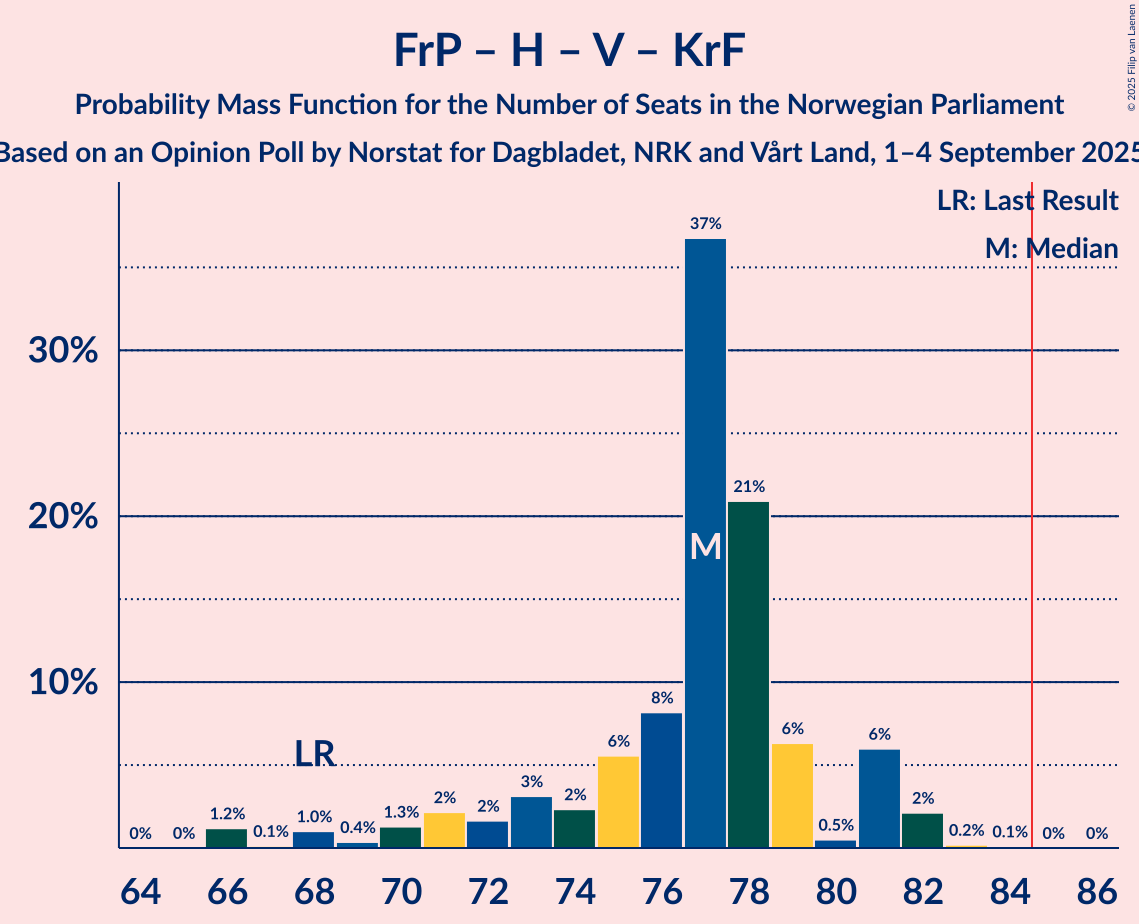 FrP – H – V – KrF
Probability Mass Function for the Number of Seats in the Norwegian Parliament
Based on an Opinion Poll by Norstat for Dagbladet, NRK and Vårt Land, 1–4 September 2025
© 2025 Filip van Laenen
LR: Last Result
M: Median
30%
20%
10%
0%
0%
1.2%
0.1%
1.0%
0.4%
1.3%
2%
2%
3%
2%
6%
8%
37%
21%
6%
0.5%
6%
2%
0.2%
0.1%
0%
0%
LR
M
64 66 68 70 72 74 76 78 80 82 84 86